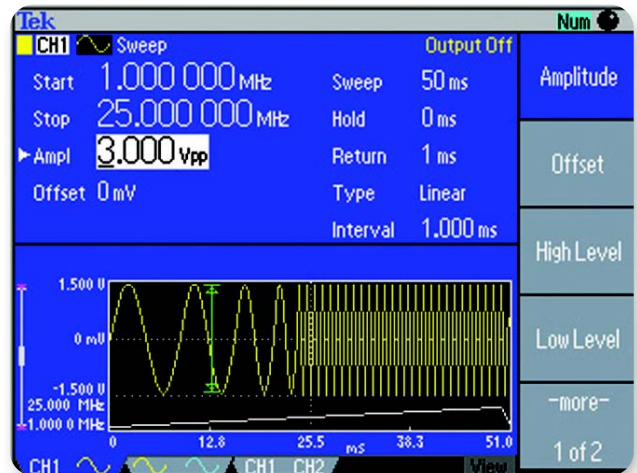 Tek Num
CH1 Sweep Output Off
Start 1.000 000 MHz Sweep 50 ms
Stop 25.000 000 MHz Hold 0 ms
Ampl 3.000 Vpp Return 1 ms
Offset 0 mV Type Linear
Interval 1.000 ms
Amplitude
Offset
High Level
Low Level
-more-
1 of 2
1.500 V
0 mV
-1.500 V
25.000 MHz
1.000 0 MHz
0 12.8 25.5 ms 38.3 51.0
CH1 CH1 CH2 View